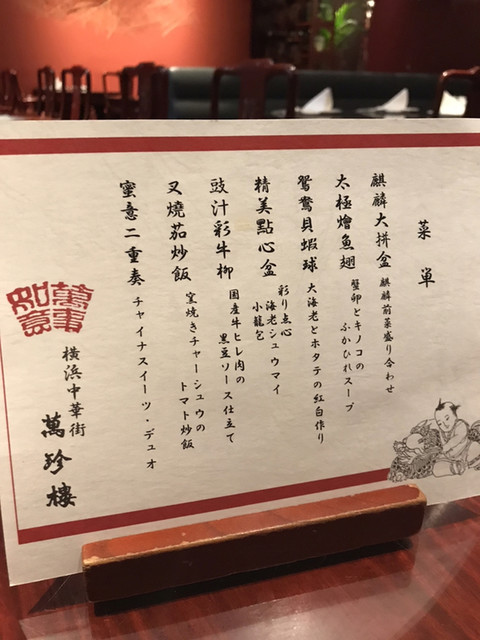 菜単
麒麟大拼盆
麒麟前菜盛り合わせ
太極燴魚翅
蟹卵とキノコの
ふかひれスープ
鴛鴦貝蝦球
大海老とホタテの紅白作り
精美點心盒
彩り点心
海老シュウマイ
小籠包
豉汁彩牛柳
国産牛ヒレ肉の
黒豆ソース仕立て
叉燒茄炒飯
窯焼きチャーシュウの
トマト炒飯
蜜意二重奏
チャイナスイーツ・デュオ
萬事
如意
横浜中華街
萬珍樓